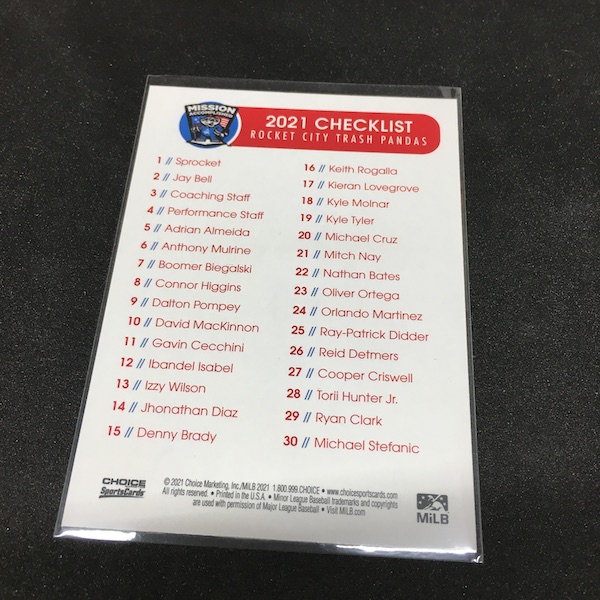 MISSION
ACCOMPLISHED
2021 CHECKLIST
ROCKET CITY TRASH PANDAS
1 // Sprocket
2 // Jay Bell
3 // Coaching Staff
4 // Performance Staff
5 // Adrian Almeida
6 // Anthony Mulrine
7 // Boomer Biegalski
8 // Connor Higgins
9 // Dalton Pompey
10 // David MacKinnon
11 // Gavin Cecchini
12 // Ibandel Isabel
13 // Izzy Wilson
14 // Jhonathan Diaz
15 // Denny Brady
16 // Keith Rogalla
17 // Kieran Lovegrove
18 // Kyle Molnar
19 // Kyle Tyler
20 // Michael Cruz
21 // Mitch Nay
22 // Nathan Bates
23 // Oliver Ortega
24 // Orlando Martinez
25 // Ray-Patrick Didder
26 // Reid Detmers
27 // Cooper Criswell
28 // Torii Hunter Jr.
29 // Ryan Clark
30 // Michael Stefanic
CHOICE
SportsCards
© 2021 Choice Marketing, Inc./MiLB 2021 1.800.999.CHOICE • www.choicesportscards.com
All rights reserved. • Printed in the U.S.A. • Minor League Baseball trademarks and copyrights
are used with permission of Major League Baseball • Visit MiLB.com
MiLB